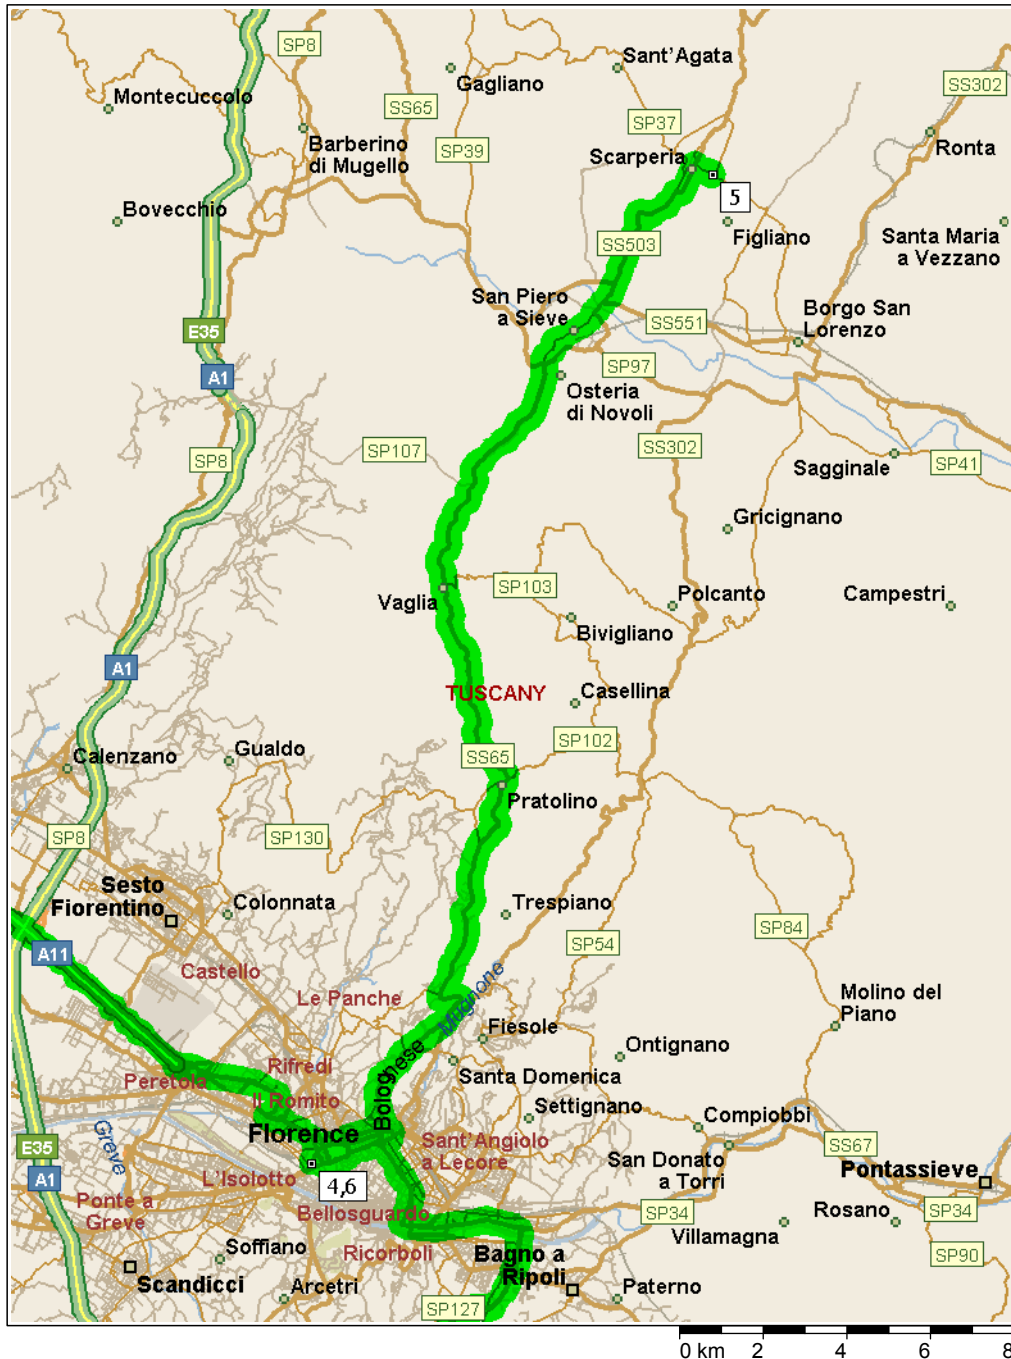 SP8
Sant'Agata
Gagliano
SS302
Montecuccolo
SS65
SP37
Barberino
di Mugello
SP39
Scarperia
Ronta
5
Bovecchio
Figliano
Santa Maria
a Vezzano
SS503
San Piero
a Sieve
Borgo San
Lorenzo
SS551
E35
A1
SP97
Osteria
di Novoli
SP8
SP107
SS302
Sagginale
SP41
Gricignano
SP103
Vaglia
Polcanto
Campestri
Bivigliano
A1
TUSCANY
Casellina
SP102
Calenzano
Gualdo
SS65
Pratolino
SP8
SP130
Sesto
Fiorentino
Colonnata
Trespiano
SP84
SP54
A11
Castello
Le Panche
Mugnone
Molino del
Piano
Fiesole
Ontignano
Bolognese
Rifredi
Peretola
Santa Domenica
Il Romito
Settignano
Compiobbi
Florence
Greve
Sant'Angiolo
a Lecore
SS67
E35
San Donato
a Torri
Pontassieve
A1
L'Isolotto
4,6
Ponte a
Greve
Bellosguardo
SP34
Villamagna
Rosano
SP34
Ricorboli
Soffiano
Bagno a
Ripoli
SP90
Scandicci
Arcetri
SP127
Paterno
0 km 2 4 6 8